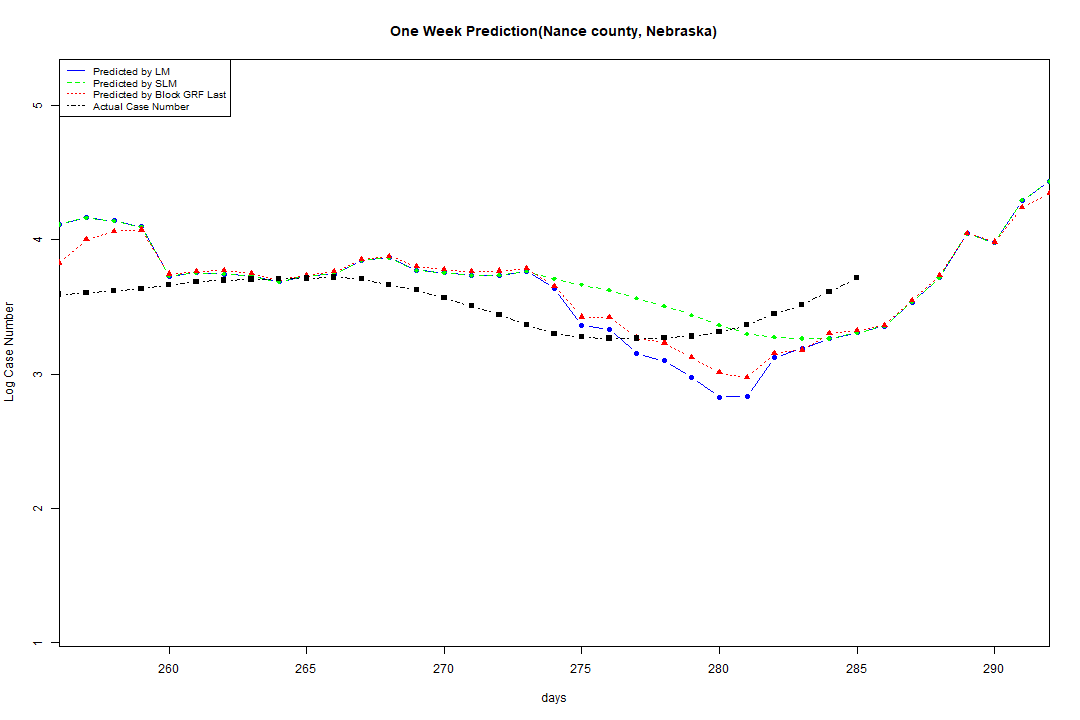 One Week Prediction(Nance county, Nebraska)
Predicted by LM
Predicted by SLM
Predicted by Block GRF Last
Actual Case Number
5
4
3
2
1
Log Case Number
260 265 270 275 280 285 290
days